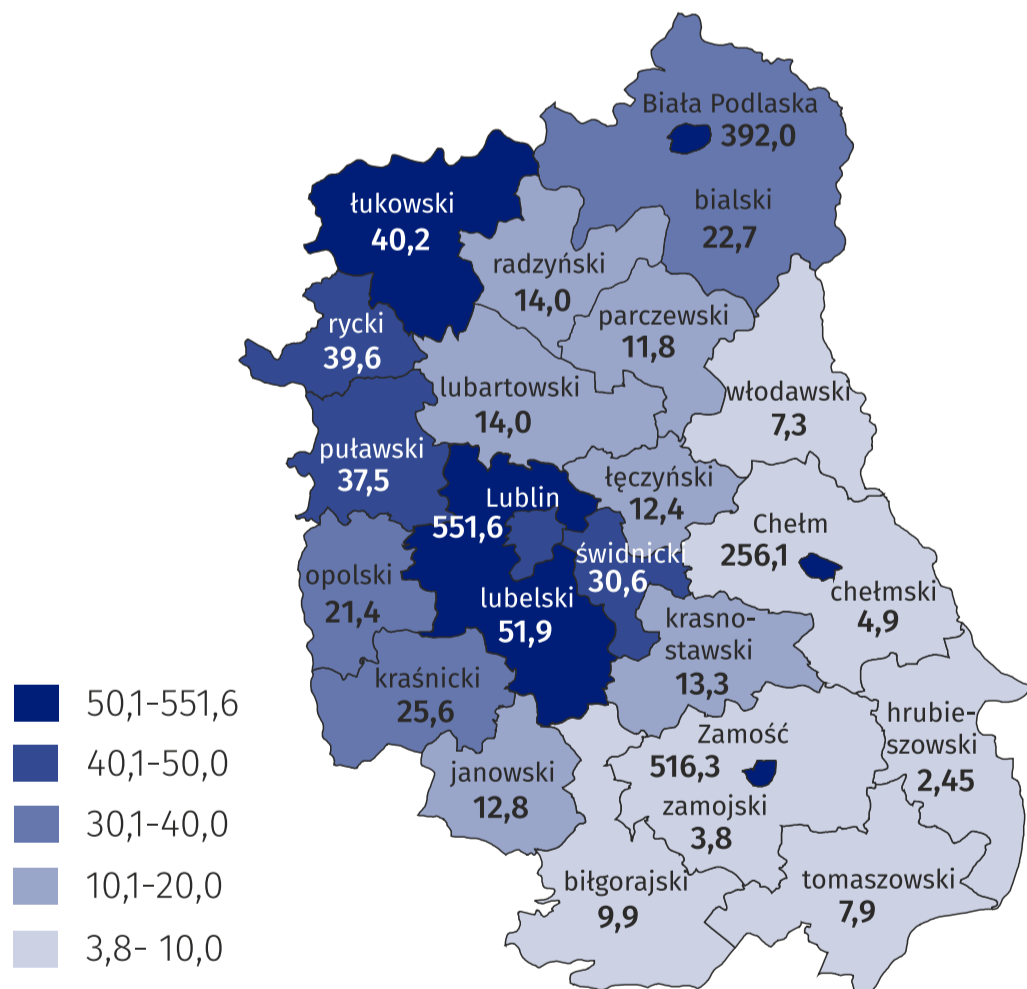 Biała Podlaska
392,0
bialski
22,7
łukowski
40,2
radzyński
14,0
rycki
39,6
parczewski
11,8
lubartowski
14,0
włodawski
7,3
puławski
37,5
łęczyński
12,4
Lublin
551,6
Chełm
256,1
świdnicki
30,6
opolski
21,4
lubelski
51,9
chełmski
4,9
krasno-
stawski
13,3
kraśnicki
25,6
hrubie-
szowski
2,45
Zamość
516,3
zamojski
3,8
janowski
12,8
biłgorajski
9,9
tomaszowski
7,9
50,1-551,6
40,1-50,0
30,1-40,0
10,1-20,0
3,8- 10,0